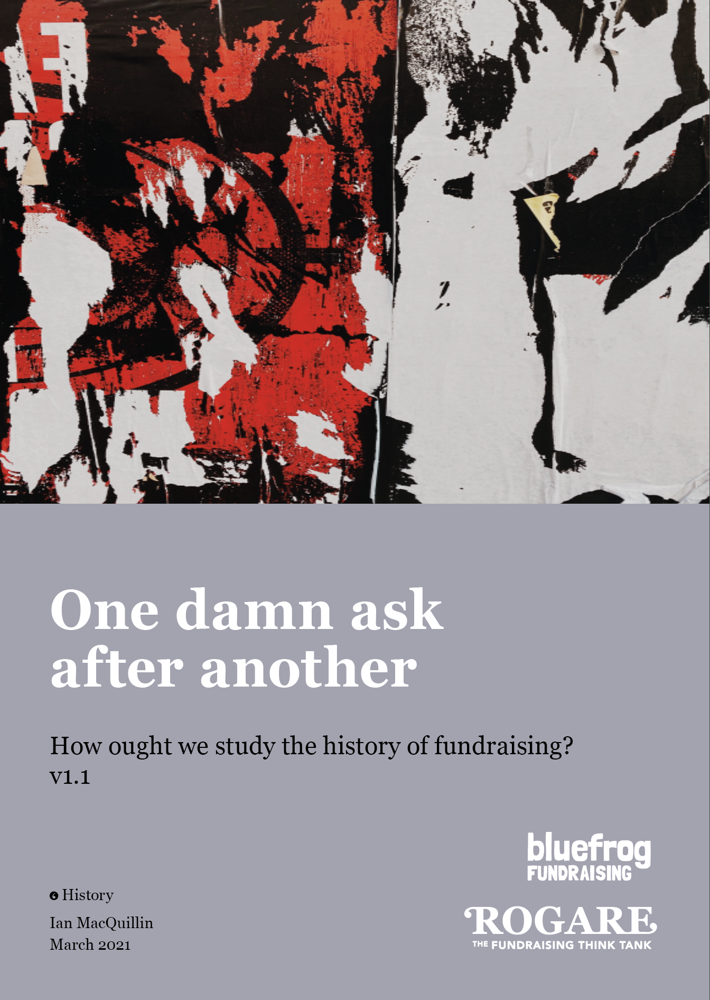 One damn ask
after another
How ought we study the history of fundraising?
v1.1
bluefrog
FUNDRAISING
History
Ian MacQuillin
March 2021
ROGARE
THE FUNDRAISING THINK TANK